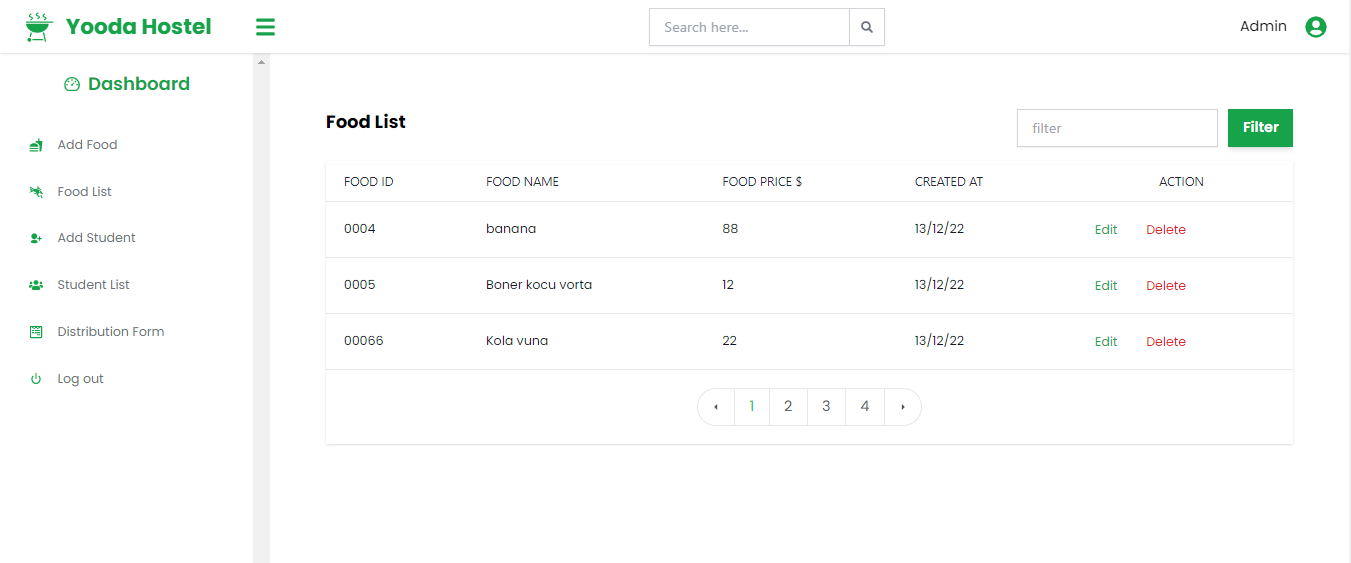 Yooda Hostel
Search here...
Admin
Dashboard
Add Food
Food List
Add Student
Student List
Distribution Form
Log out
Food List
filter
Filter
FOOD ID FOOD NAME FOOD PRICE $ CREATED AT ACTION
0004 banana 88 13/12/22 Edit Delete
0005 Boner kocu vorta 12 13/12/22 Edit Delete
00066 Kola vuna 22 13/12/22 Edit Delete
1 2 3 4